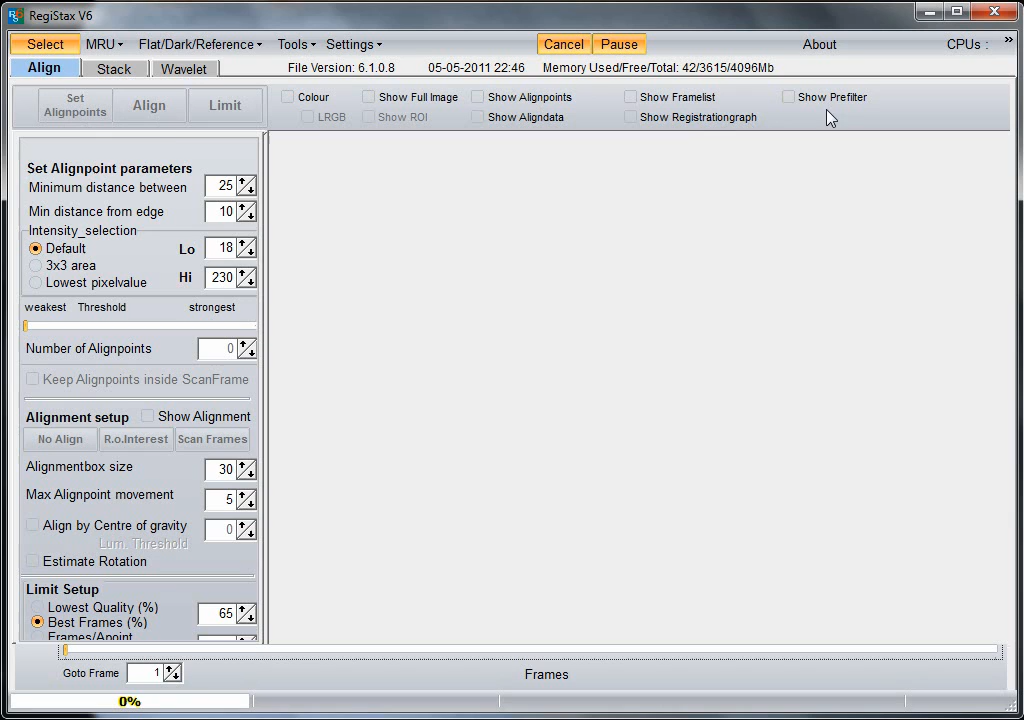 RegiStax V6
Select MRU Flat/Dark/Reference Tools Settings Cancel Pause About CPUs : »
Align Stack Wavelet File Version: 6.1.0.8 05-05-2011 22:46 Memory Used/Free/Total: 42/3615/4096Mb
Set Alignpoints Align Limit
Colour Show Full Image Show Alignpoints Show Framelist Show Prefilter
LRGB Show ROI Show Aligndata Show Registrationgraph
Set Alignpoint parameters
Minimum distance between 25
Min distance from edge 10
Intensity_selection
Default Lo 18
3x3 area
Lowest pixelvalue Hi 230
weakest Threshold strongest
Number of Alignpoints 0
Keep Alignpoints inside ScanFrame
Alignment setup Show Alignment
No Align R.o.Interest Scan Frames
Alignmentbox size 30
Max Alignpoint movement 5
Align by Centre of gravity 0
Lum. Threshold
Estimate Rotation
Limit Setup
Lowest Quality (%)
Best Frames (%) 65
Frames/Apoint
Goto Frame 1 Frames
0%